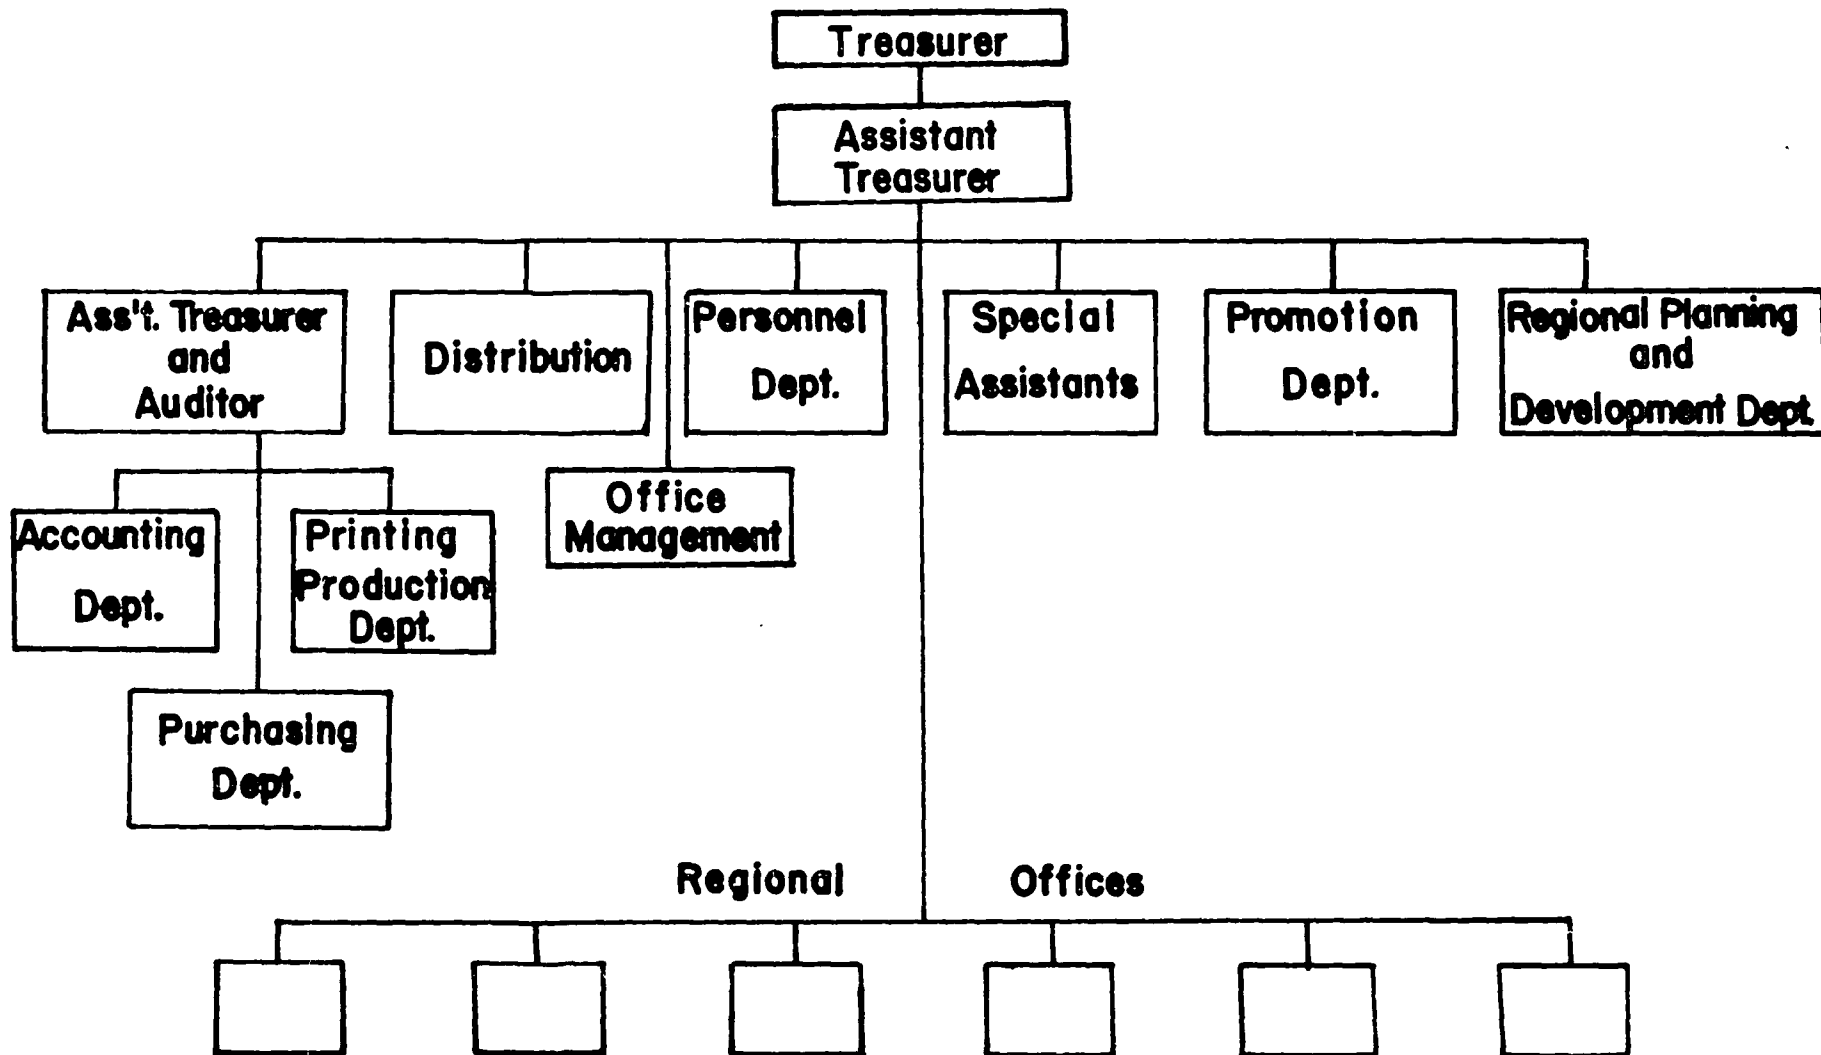 Treasurer
Assistant
Treasurer
Ass't. Treasurer
and
Auditor
Distribution
Personnel
Dept.
Special
Assistants
Promotion
Dept.
Regional Planning
and
Development Dept.
Office
Management
Accounting
Dept.
Printing
Production
Dept.
Purchasing
Dept.
Regional Offices